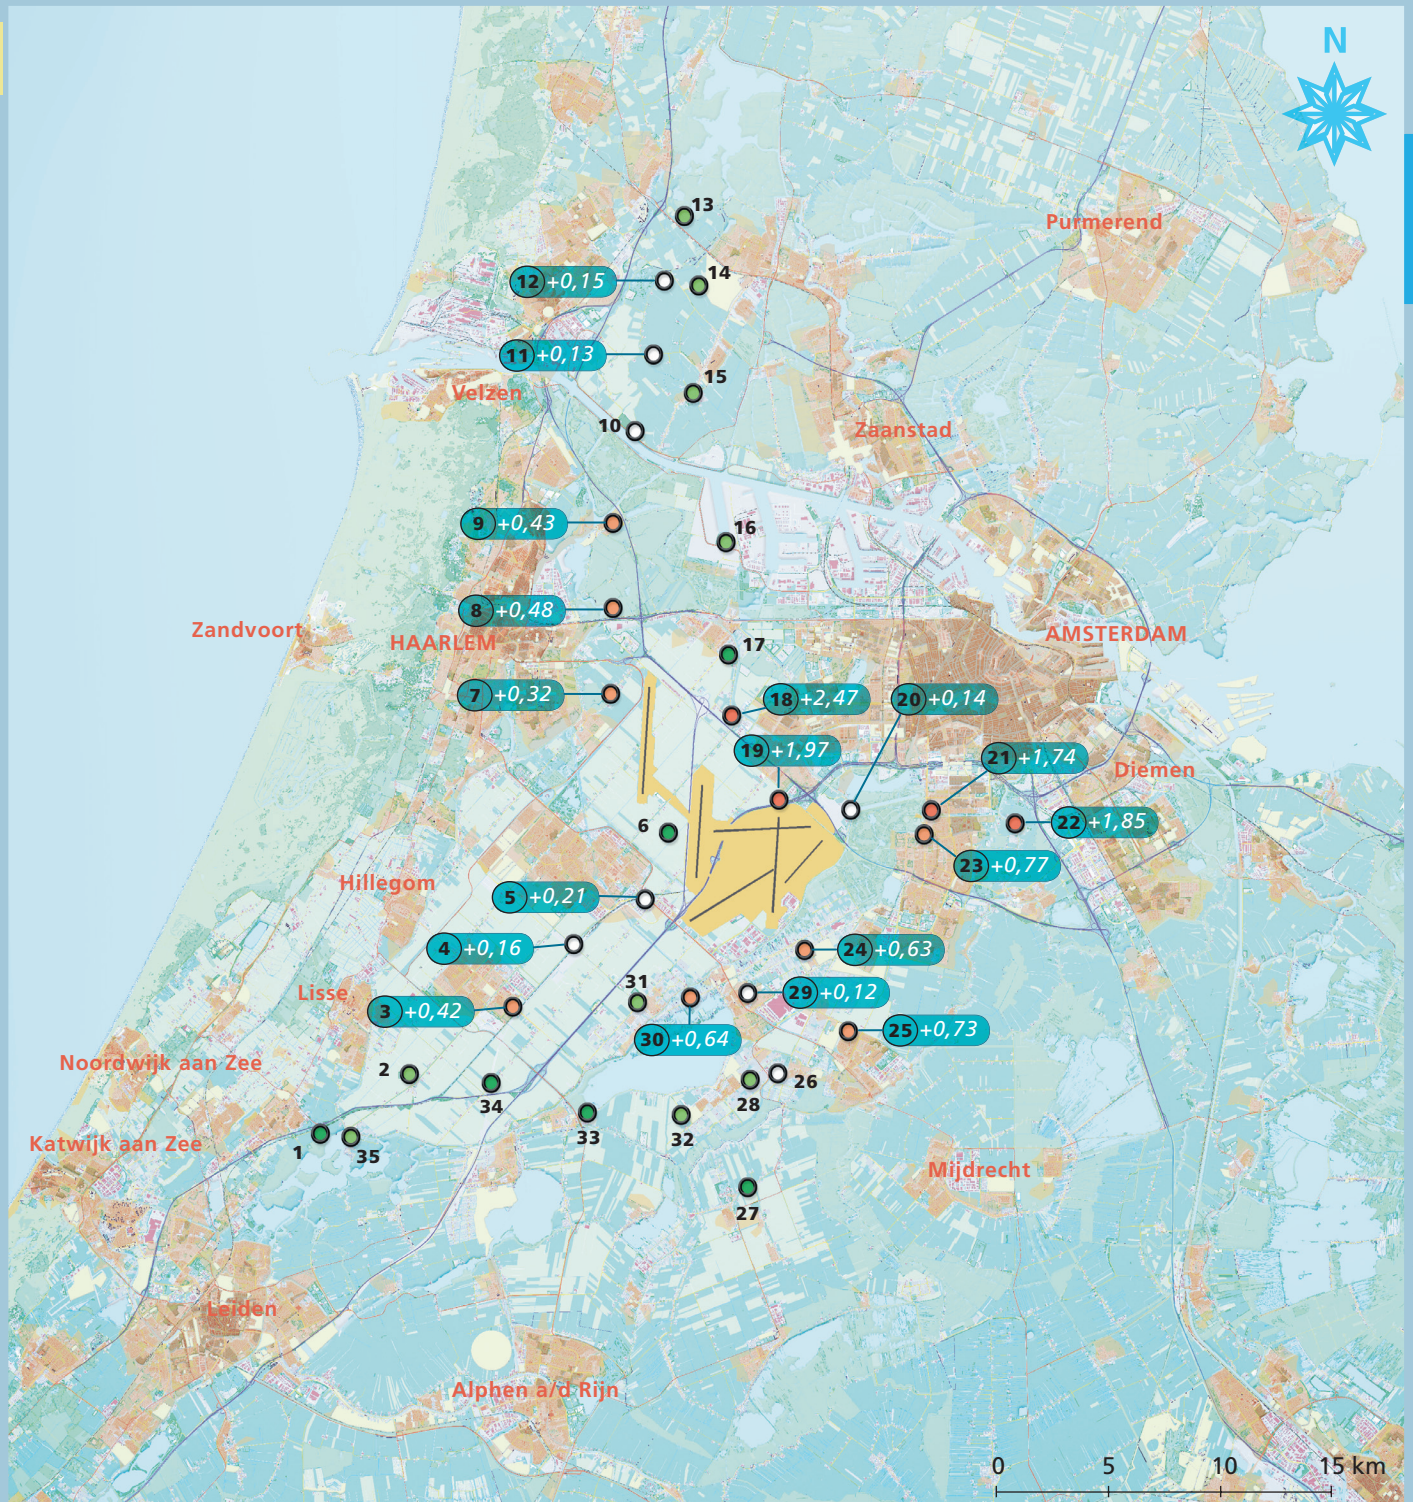 N
13
Purmerend
12 +0,15
14
11 +0,13
15
Velzen
10
Zaanstad
9 +0,43
16
8 +0,48
Zandvoort
HAARLEM
AMSTERDAM
17
7 +0,32
18 +2,47
20 +0,14
19 +1,97
21 +1,74
Diemen
6
22 +1,85
23 +0,77
Hillegom
5 +0,21
4 +0,16
24 +0,63
31
29 +0,12
Lisse
3 +0,42
30 +0,64
25 +0,73
Noordwijk aan Zee
2
26
34
28
33
32
Katwijk aan Zee
1
35
Mijdrecht
27
Leiden
Alphen a/d Rijn
0 5 10 15 km